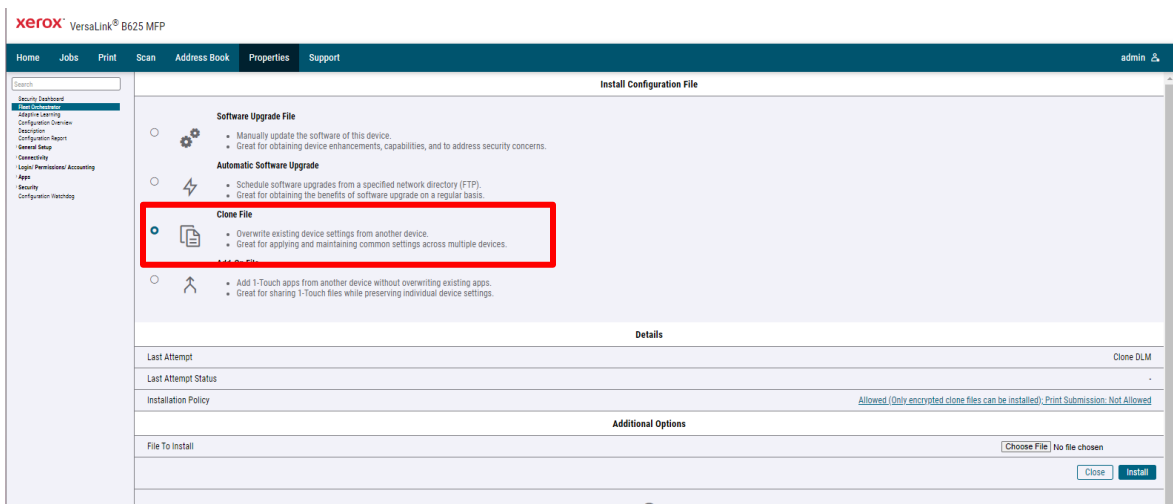 xerox™ VersaLink® B625 MFP
Home Jobs Print Scan Address Book Properties Support admin
Search
Security Dashboard
Fleet Orchestrator
Adaptive Learning
Configuration Overview
Description
Configuration Report
General Setup
Connectivity
Login/ Permissions/ Accounting
Apps
Security
Configuration Watchdog
Install Configuration File
Software Upgrade File
• Manually update the software of this device.
• Great for obtaining device enhancements, capabilities, and to address security concerns.
Automatic Software Upgrade
• Schedule software upgrades from a specified network directory (FTP).
• Great for obtaining the benefits of software upgrade on a regular basis.
Clone File
• Overwrite existing device settings from another device.
• Great for applying and maintaining common settings across multiple devices.
• Add 1-Touch apps from another device without overwriting existing apps.
• Great for sharing 1-Touch files while preserving individual device settings.
Details
Last Attempt Clone DLM
Last Attempt Status -
Installation Policy Allowed (Only encrypted clone files can be installed); Print Submission: Not Allowed
Additional Options
File To Install Choose File No file chosen
Close Install